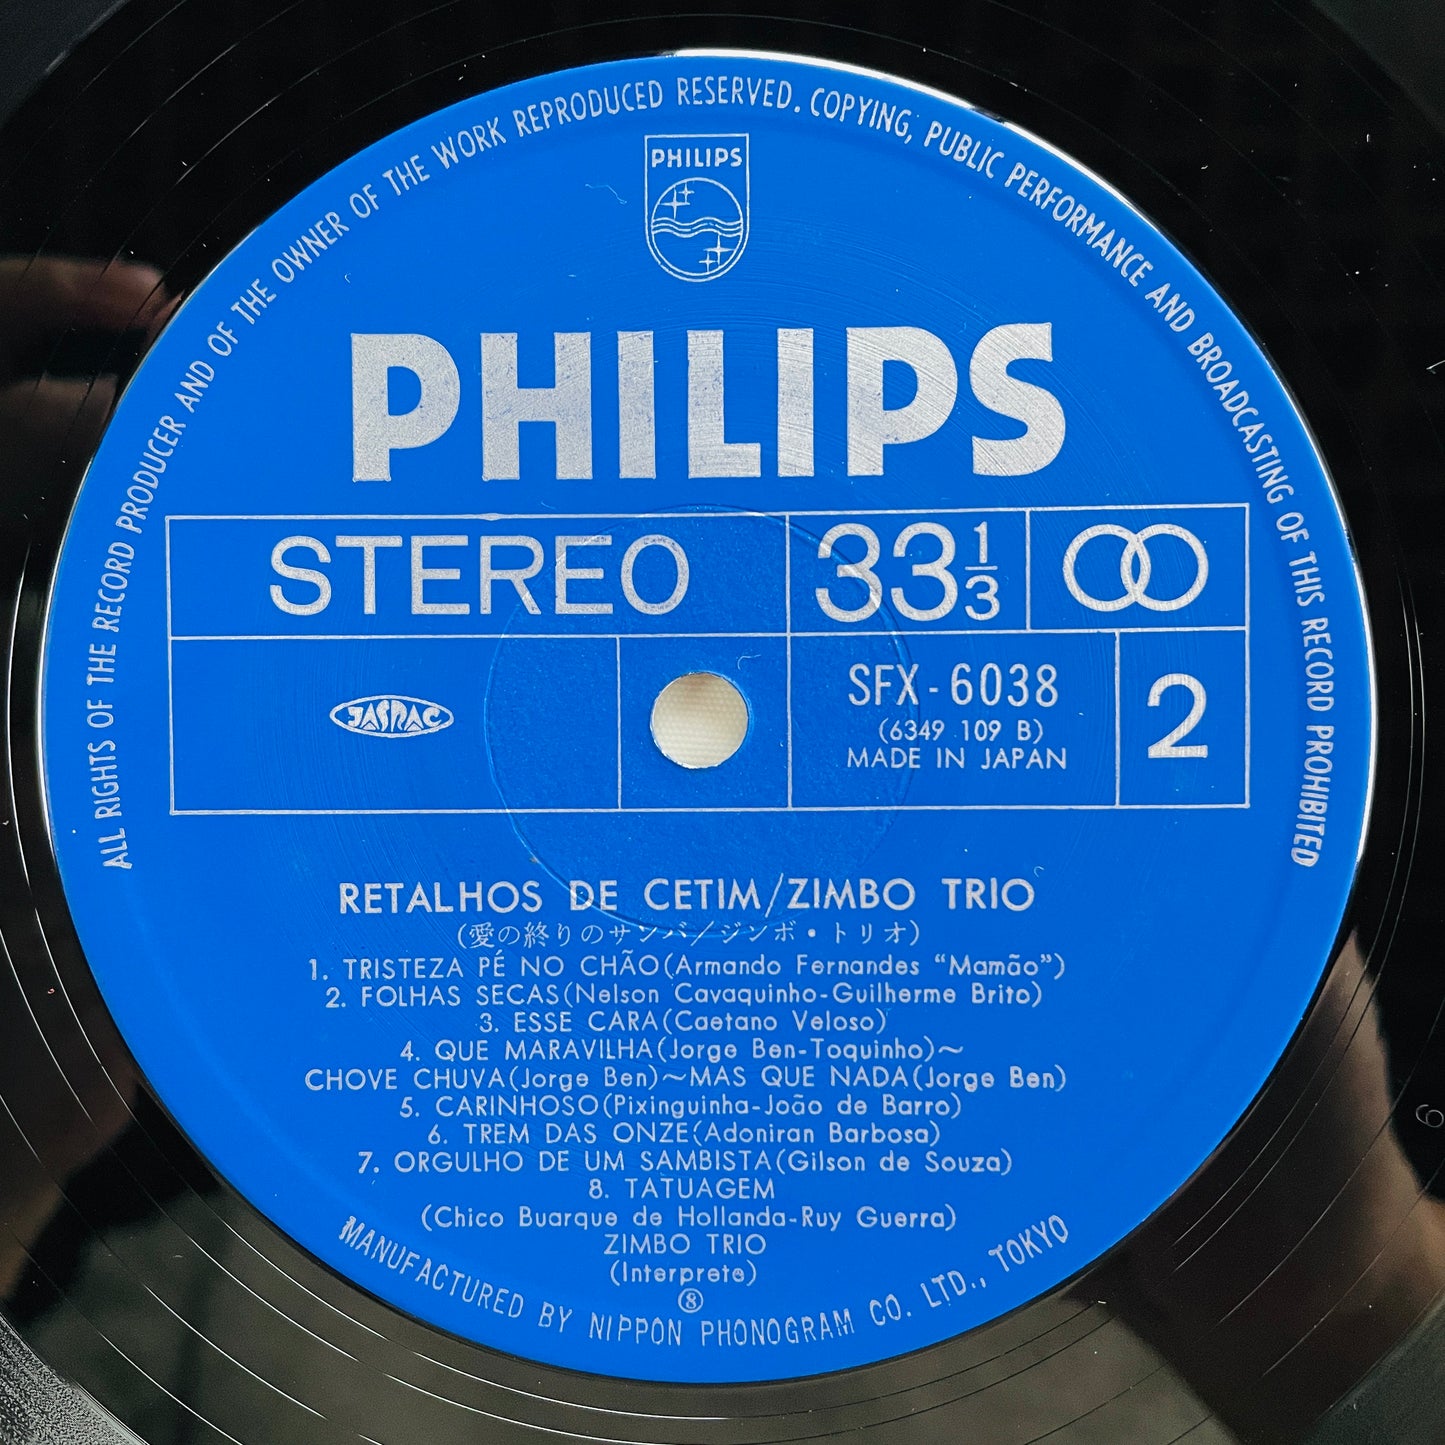 ALL RIGHTS OF THE RECORD PRODUCER AND OF THE OWNER OF THE WORK REPRODUCED RESERVED. COPYING, PUBLIC PERFORMANCE AND BROADCASTING OF THIS RECORD PROHIBITED
PHILIPS
PHILIPS
STEREO 33 1/3
JASRAC
SFX-6038
(6349 109 B)
MADE IN JAPAN
2
RETALHOS DE CETIM/ZIMBO TRIO
(愛の終りのサンバ/ジンボ・トリオ)
1. TRISTEZA PÉ NO CHÃO(Armando Fernandes “Mamão”)
2. FOLHAS SECAS(Nelson Cavaquinho-Guilherme Brito)
3. ESSE CARA(Caetano Veloso)
4. QUE MARAVILHA(Jorge Ben-Toquinho)～
CHOVE CHUVA(Jorge Ben)～MAS QUE NADA(Jorge Ben)
5. CARINHOSO(Pixinguinha-João de Barro)
6. TREM DAS ONZE(Adoniran Barbosa)
7. ORGULHO DE UM SAMBISTA(Gilson de Souza)
8. TATUAGEM
(Chico Buarque de Hollanda-Ruy Guerra)
ZIMBO TRIO
(Interprete)
⑧
MANUFACTURED BY NIPPON PHONOGRAM CO. LTD., TOKYO